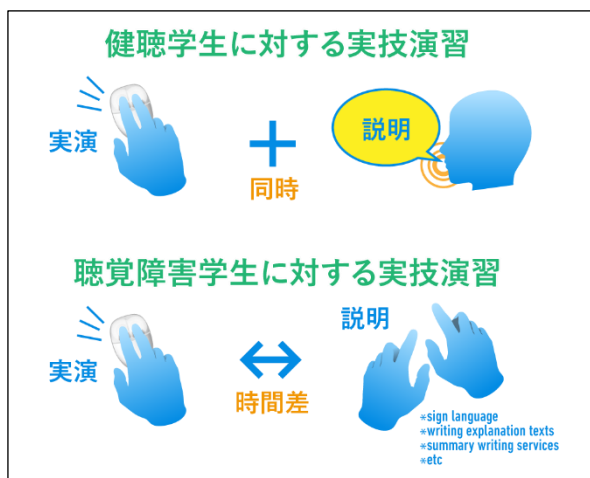 健聴学生に対する実技演習
実演
説明
同時
聴覚障害学生に対する実技演習
実演
時間差
説明
*sign language
*writing explanation texts
*summary writing services
*etc